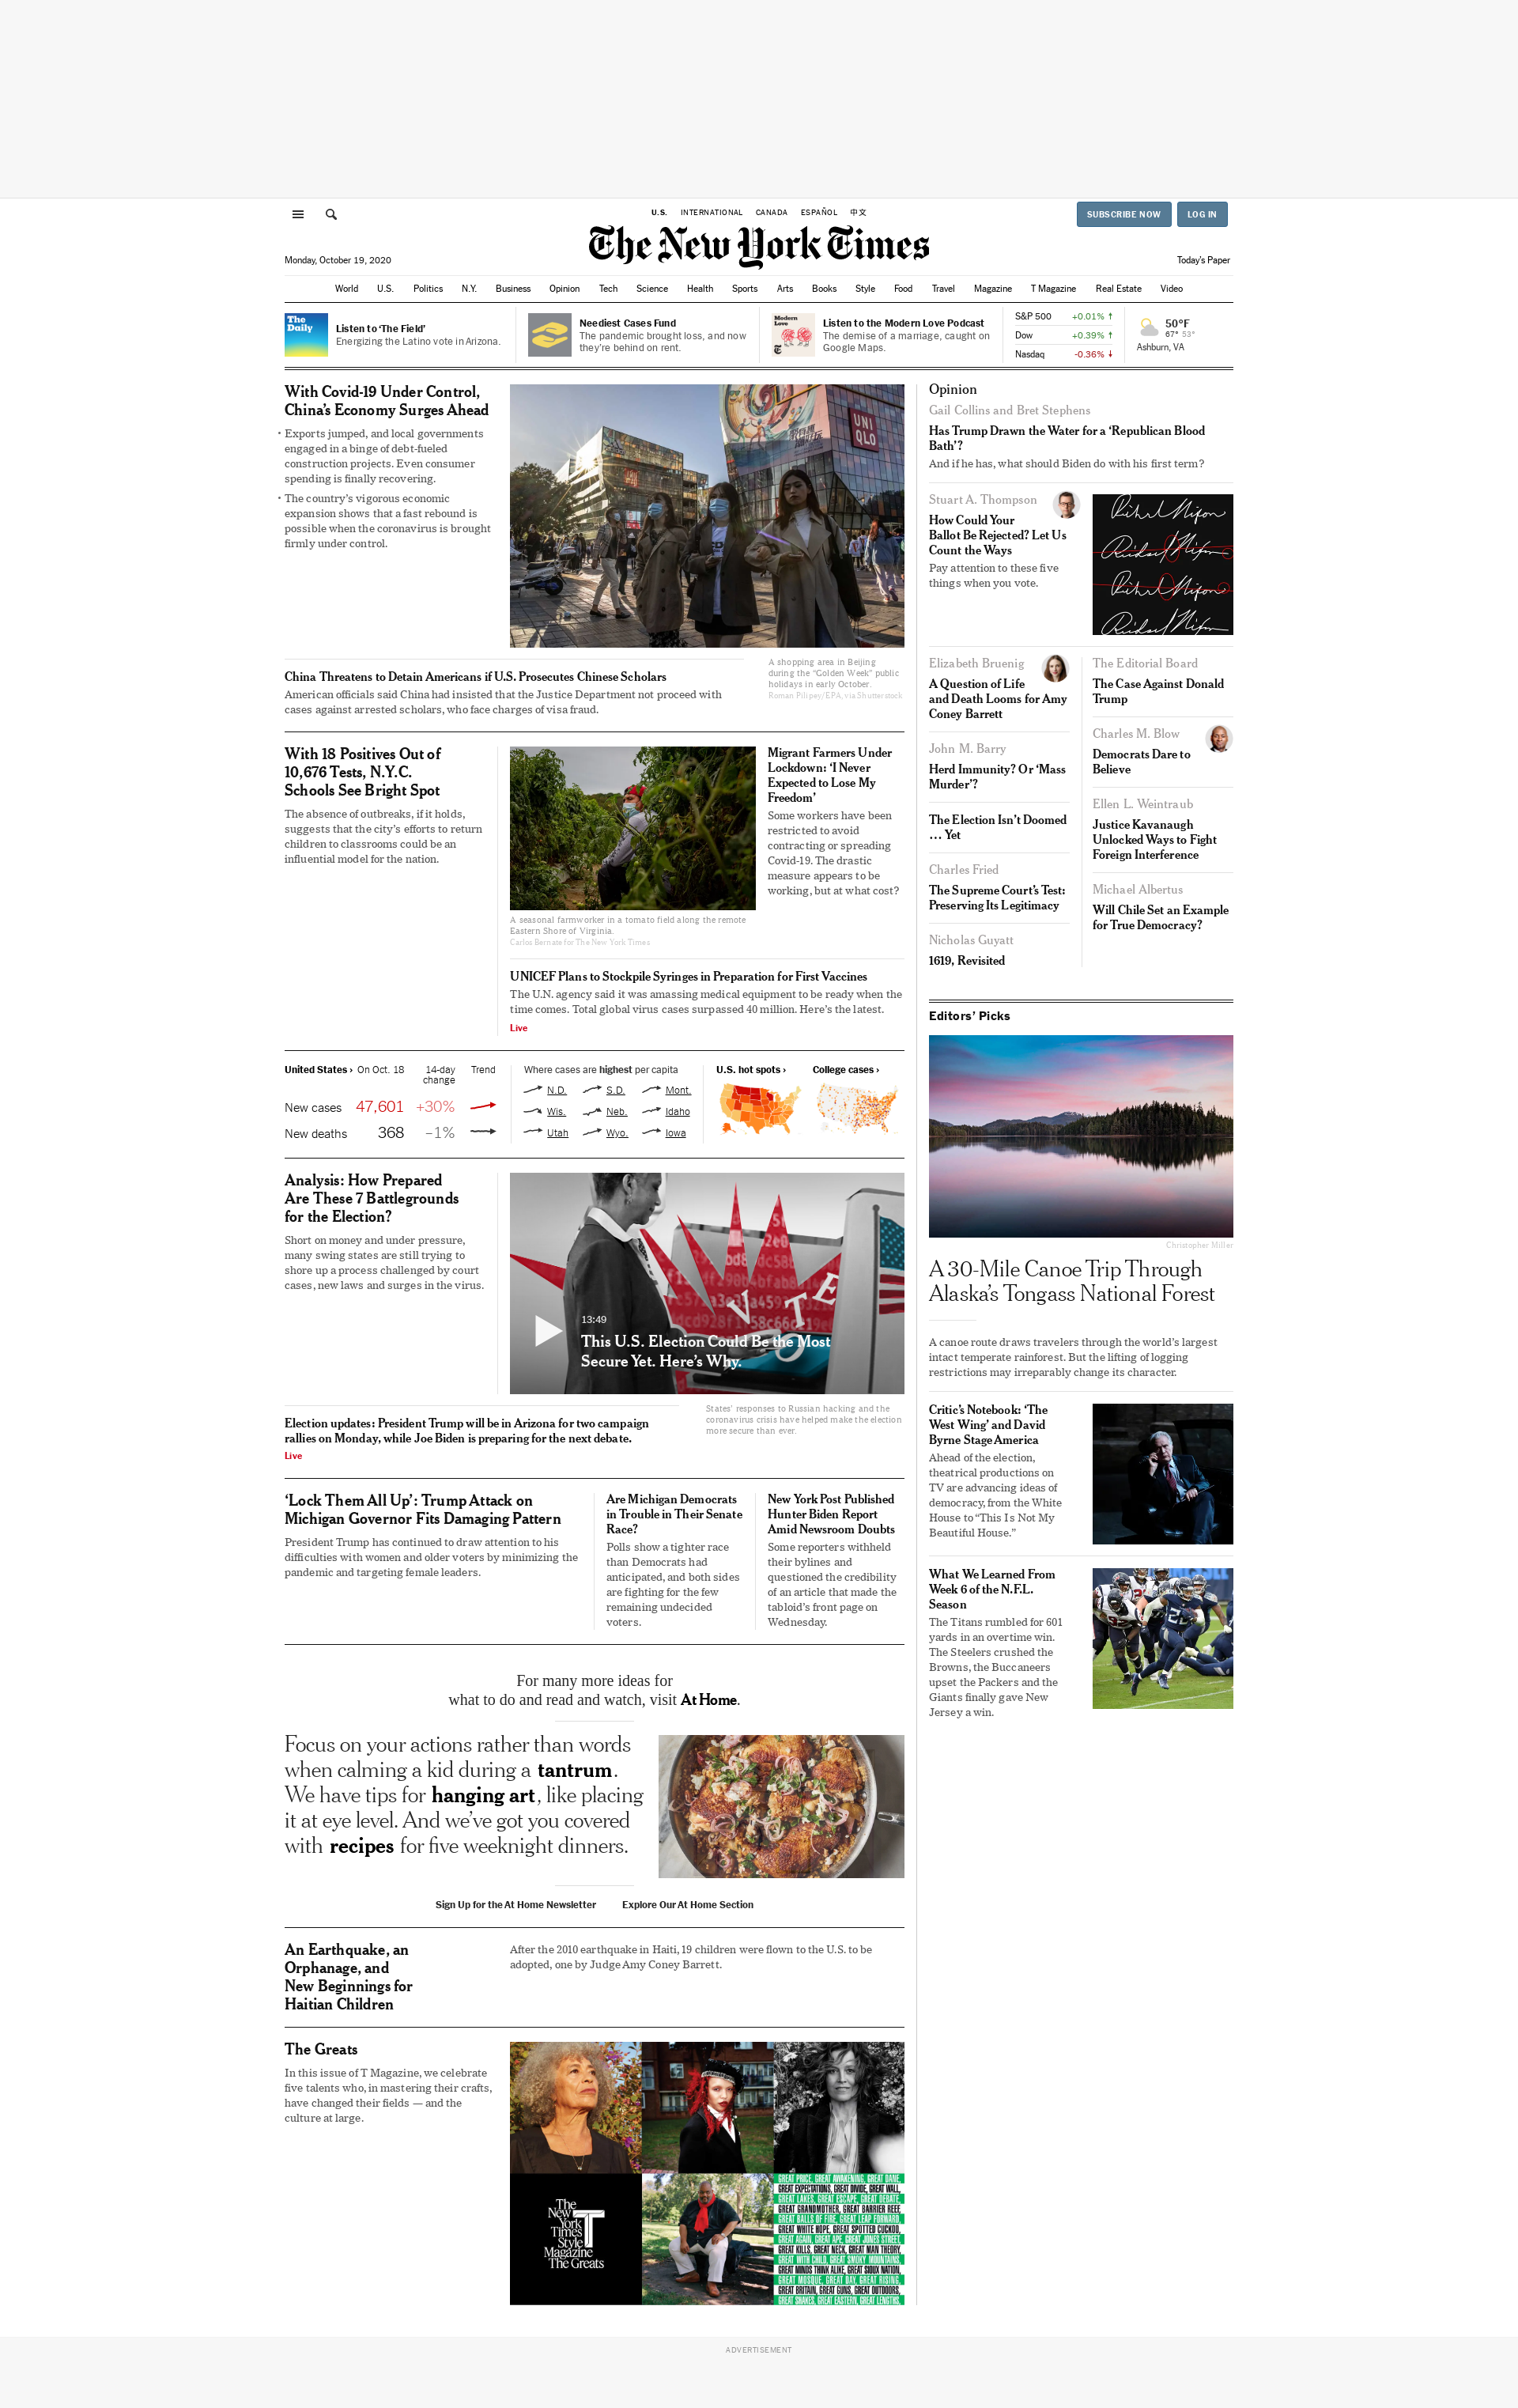 U.S. INTERNATIONAL CANADA ESPAÑOL 中文
SUBSCRIBE NOW LOG IN
The New York Times
Monday, October 19, 2020
Today's Paper
World U.S. Politics N.Y. Business Opinion Tech Science Health Sports Arts Books Style Food Travel Magazine T Magazine Real Estate Video
The
Daily
Listen to ‘The Field’
Energizing the Latino vote in Arizona.
Neediest Cases Fund
The pandemic brought loss, and now
they're behind on rent.
Modern
Love
Listen to the Modern Love Podcast
The demise of a marriage, caught on
Google Maps.
S&P 500 +0.01%
Dow +0.39%
Nasdaq -0.36%
50°F
67° 53°
Ashburn, VA
With Covid-19 Under Control,
China’s Economy Surges Ahead
• Exports jumped, and local governments
engaged in a binge of debt-fueled
construction projects. Even consumer
spending is finally recovering.
• The country’s vigorous economic
expansion shows that a fast rebound is
possible when the coronavirus is brought
firmly under control.
UNI
QLO
A shopping area in Beijing
during the “Golden Week” public
holidays in early October.
Roman Pilipey/EPA, via Shutterstock
China Threatens to Detain Americans if U.S. Prosecutes Chinese Scholars
American officials said China had insisted that the Justice Department not proceed with
cases against arrested scholars, who face charges of visa fraud.
With 18 Positives Out of
10,676 Tests, N.Y.C.
Schools See Bright Spot
The absence of outbreaks, if it holds,
suggests that the city’s efforts to return
children to classrooms could be an
influential model for the nation.
A seasonal farmworker in a tomato field along the remote
Eastern Shore of Virginia.
Carlos Bernate for The New York Times
Migrant Farmers Under
Lockdown: ‘I Never
Expected to Lose My
Freedom’
Some workers have been
restricted to avoid
contracting or spreading
Covid-19. The drastic
measure appears to be
working, but at what cost?
UNICEF Plans to Stockpile Syringes in Preparation for First Vaccines
The U.N. agency said it was amassing medical equipment to be ready when the
time comes. Total global virus cases surpassed 40 million. Here’s the latest.
Live
United States › On Oct. 18 14-day
change Trend
New cases 47,601 +30%
New deaths 368 –1%
Where cases are highest per capita
N.D. S.D. Mont.
Wis. Neb. Idaho
Utah Wyo. Iowa
U.S. hot spots ›
College cases ›
Analysis: How Prepared
Are These 7 Battlegrounds
for the Election?
Short on money and under pressure,
many swing states are still trying to
shore up a process challenged by court
cases, new laws and surges in the virus.
VOTE
13:49
This U.S. Election Could Be the Most
Secure Yet. Here’s Why.
States’ responses to Russian hacking and the
coronavirus crisis have helped make the election
more secure than ever.
Election updates: President Trump will be in Arizona for two campaign
rallies on Monday, while Joe Biden is preparing for the next debate.
Live
‘Lock Them All Up’: Trump Attack on
Michigan Governor Fits Damaging Pattern
President Trump has continued to draw attention to his
difficulties with women and older voters by minimizing the
pandemic and targeting female leaders.
Are Michigan Democrats
in Trouble in Their Senate
Race?
Polls show a tighter race
than Democrats had
anticipated, and both sides
are fighting for the few
remaining undecided
voters.
New York Post Published
Hunter Biden Report
Amid Newsroom Doubts
Some reporters withheld
their bylines and
questioned the credibility
of an article that made the
tabloid’s front page on
Wednesday.
For many more ideas for
what to do and read and watch, visit At Home.
Focus on your actions rather than words
when calming a kid during a tantrum.
We have tips for hanging art, like placing
it at eye level. And we’ve got you covered
with recipes for five weeknight dinners.
Sign Up for the At Home Newsletter Explore Our At Home Section
An Earthquake, an
Orphanage, and
New Beginnings for
Haitian Children
After the 2010 earthquake in Haiti, 19 children were flown to the U.S. to be
adopted, one by Judge Amy Coney Barrett.
The Greats
In this issue of T Magazine, we celebrate
five talents who, in mastering their crafts,
have changed their fields — and the
culture at large.
The
New
York
Times
Style
Magazine
The Greats
GREAT PRICE, GREAT AWAKENING, GREAT DANE,
GREAT EXPECTATIONS, GREAT DIVIDE, GREAT WALL,
GREAT LAKES, GREAT ESCAPE, GREAT DEBATE,
GREAT GRANDMOTHER, GREAT BARRIER REEF,
GREAT BALLS OF FIRE, GREAT LEAP FORWARD,
GREAT WHITE HOPE, GREAT SPOTTED CUCKOO,
GREAT AGAIN, GREAT APE, GREAT JONES STREET,
GREAT KILLS, GREAT NECK, GREAT MAN THEORY,
GREAT WITH CHILD, GREAT SMOKY MOUNTAINS,
GREAT MINDS THINK ALIKE, GREAT SIOUX NATION,
GREAT MOSQUE, GREAT DAY, GREAT RISING,
GREAT BRITAIN, GREAT GUNS, GREAT OUTDOORS,
GREAT SNAKES, GREAT EASTERN, GREAT LENGTHS,
Opinion
Gail Collins and Bret Stephens
Has Trump Drawn the Water for a ‘Republican Blood
Bath’?
And if he has, what should Biden do with his first term?
Stuart A. Thompson
How Could Your
Ballot Be Rejected? Let Us
Count the Ways
Pay attention to these five
things when you vote.
Elizabeth Bruenig
A Question of Life
and Death Looms for Amy
Coney Barrett
John M. Barry
Herd Immunity? Or ‘Mass
Murder’?
The Election Isn’t Doomed
… Yet
Charles Fried
The Supreme Court’s Test:
Preserving Its Legitimacy
Nicholas Guyatt
1619, Revisited
The Editorial Board
The Case Against Donald
Trump
Charles M. Blow
Democrats Dare to
Believe
Ellen L. Weintraub
Justice Kavanaugh
Unlocked Ways to Fight
Foreign Interference
Michael Albertus
Will Chile Set an Example
for True Democracy?
Editors’ Picks
Christopher Miller
A 30-Mile Canoe Trip Through
Alaska’s Tongass National Forest
A canoe route draws travelers through the world’s largest
intact temperate rainforest. But the lifting of logging
restrictions may irreparably change its character.
Critic’s Notebook: ‘The
West Wing’ and David
Byrne Stage America
Ahead of the election,
theatrical productions on
TV are advancing ideas of
democracy, from the White
House to “This Is Not My
Beautiful House.”
What We Learned From
Week 6 of the N.F.L.
Season
The Titans rumbled for 601
yards in an overtime win.
The Steelers crushed the
Browns, the Buccaneers
upset the Packers and the
Giants finally gave New
Jersey a win.
ADVERTISEMENT